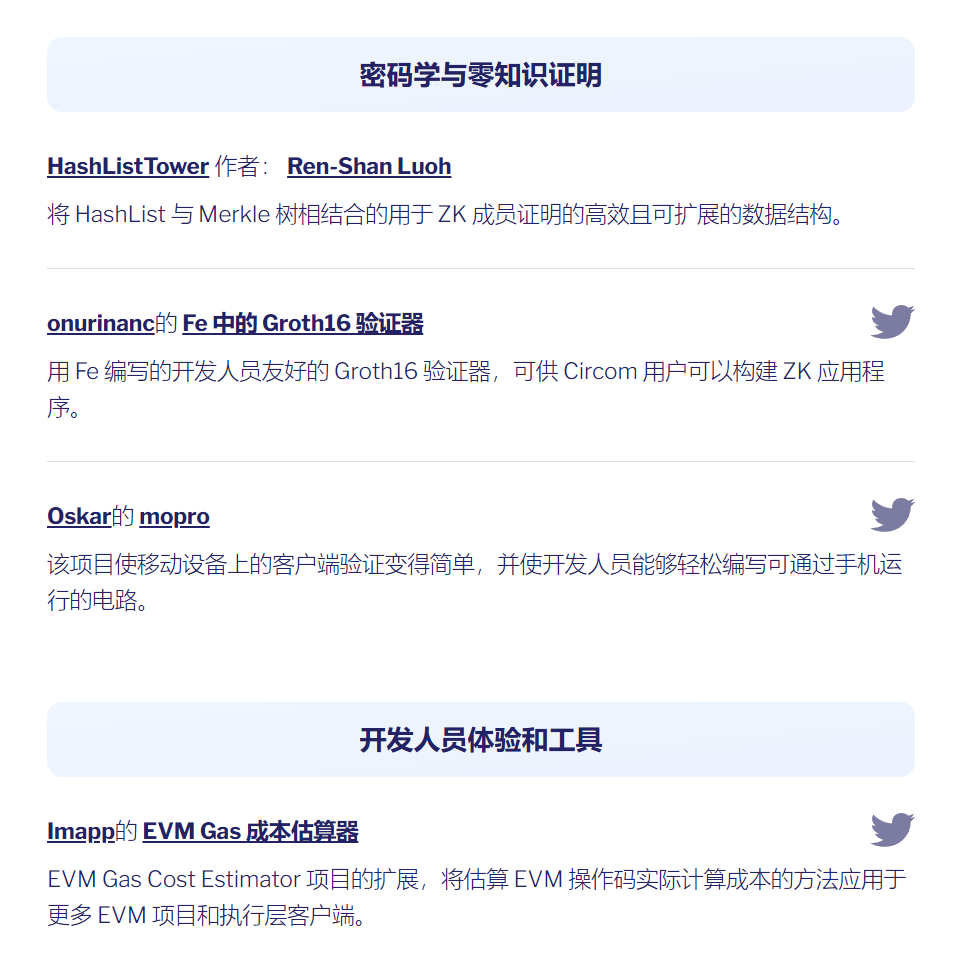 密码学与零知识证明
HashListTower 作者： Ren-Shan Luoh
将 HashList 与 Merkle 树相结合的用于 ZK 成员证明的高效且可扩展的数据结构。
onurinanc的 Fe 中的 Groth16 验证器
用 Fe 编写的开发人员友好的 Groth16 验证器，可供 Circom 用户可以构建 ZK 应用程
序。
Oskar的 mopro
该项目使移动设备上的客户端验证变得简单，并使开发人员能够轻松编写可通过手机运
行的电路。
开发人员体验和工具
Imapp的 EVM Gas 成本估算器
EVM Gas Cost Estimator 项目的扩展，将估算 EVM 操作码实际计算成本的方法应用于
更多 EVM 项目和执行层客户端。